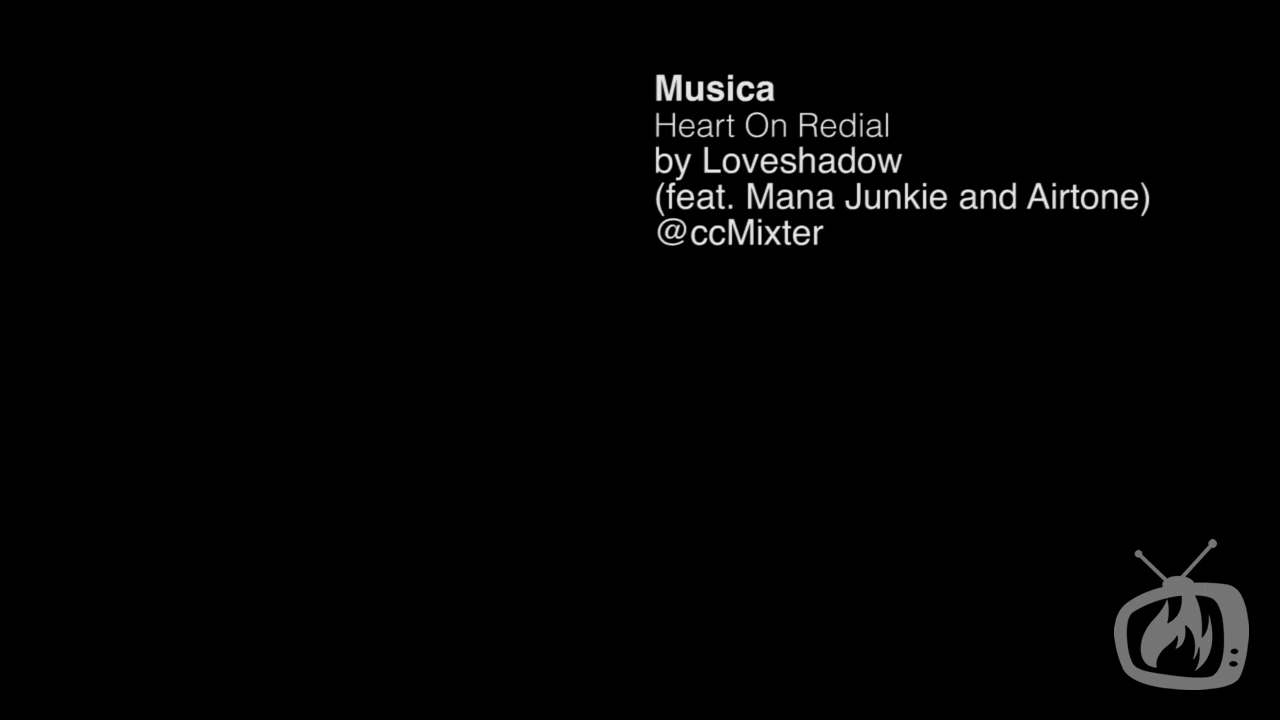 Musica
Heart On Redial
by Loveshadow
(feat. Mana Junkie and Airtone)
@ccMixter